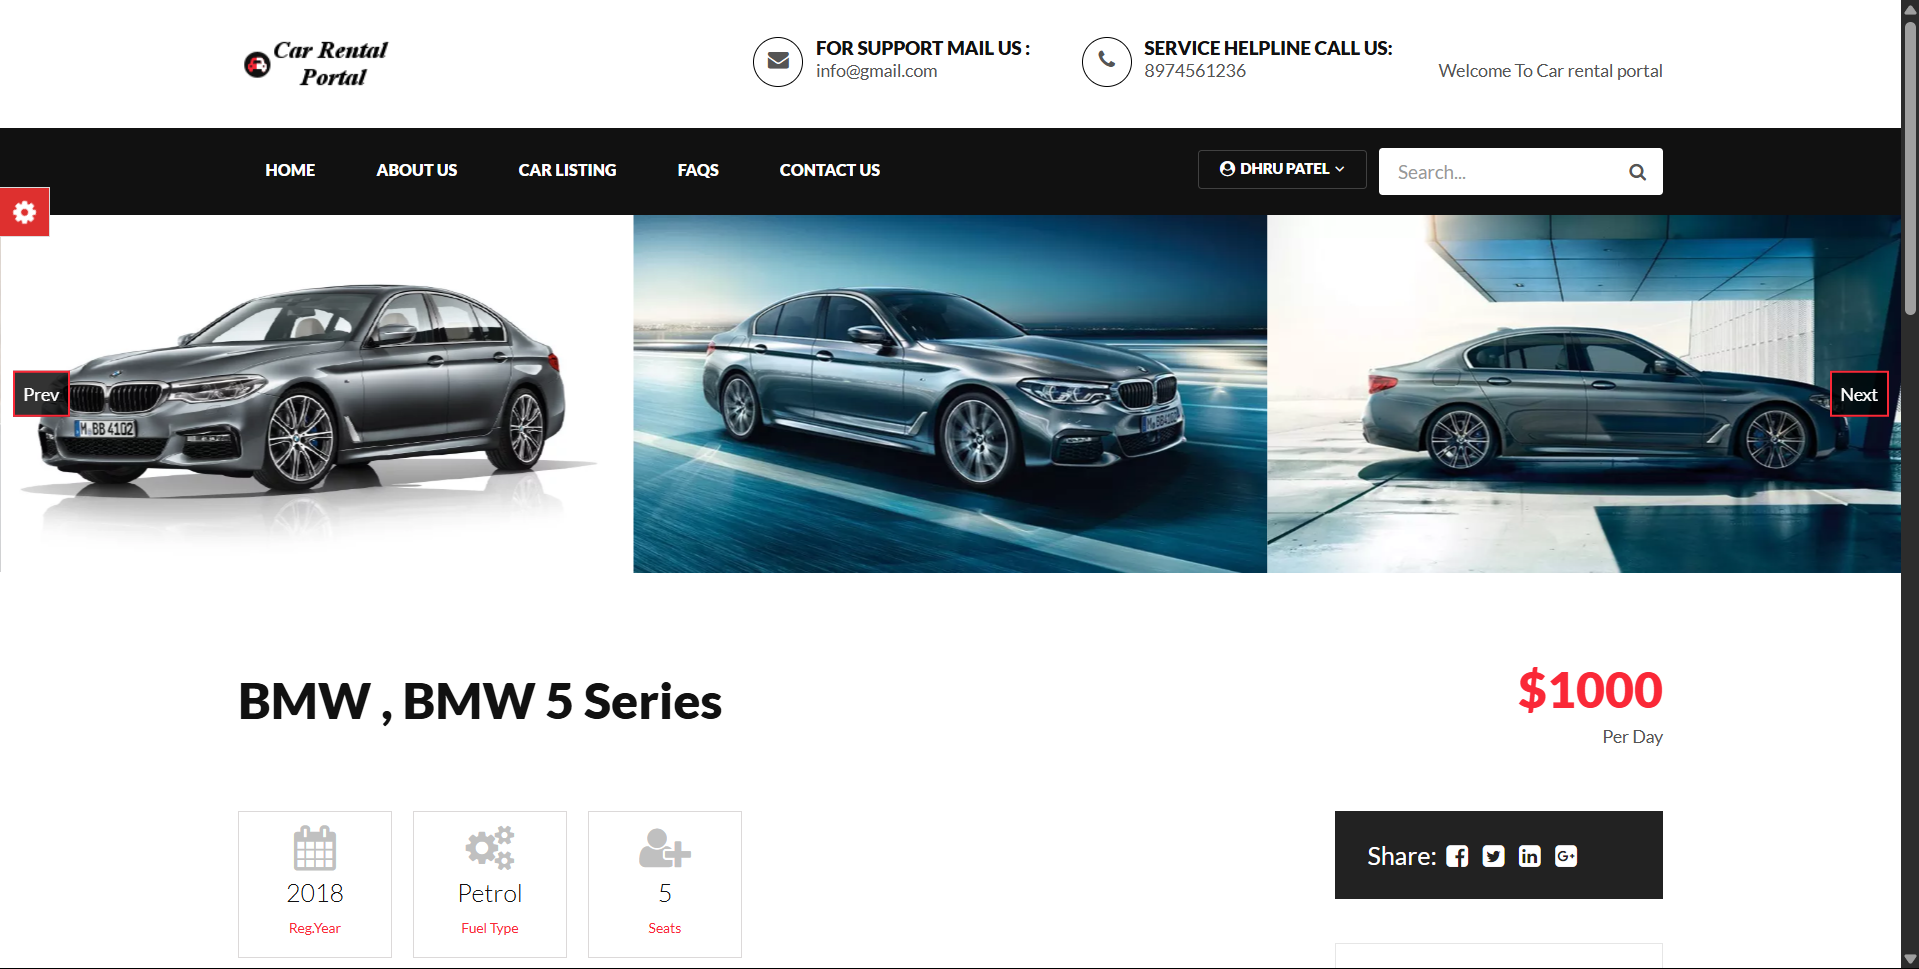 Car Rental
Portal
FOR SUPPORT MAIL US :
info@gmail.com
SERVICE HELPLINE CALL US:
8974561236
Welcome To Car rental portal
HOME
ABOUT US
CAR LISTING
FAQS
CONTACT US
DHRU PATEL
Search...
Prev
M BB 4102
Next
BMW , BMW 5 Series
$1000
Per Day
2018
Reg.Year
Petrol
Fuel Type
5
Seats
Share: